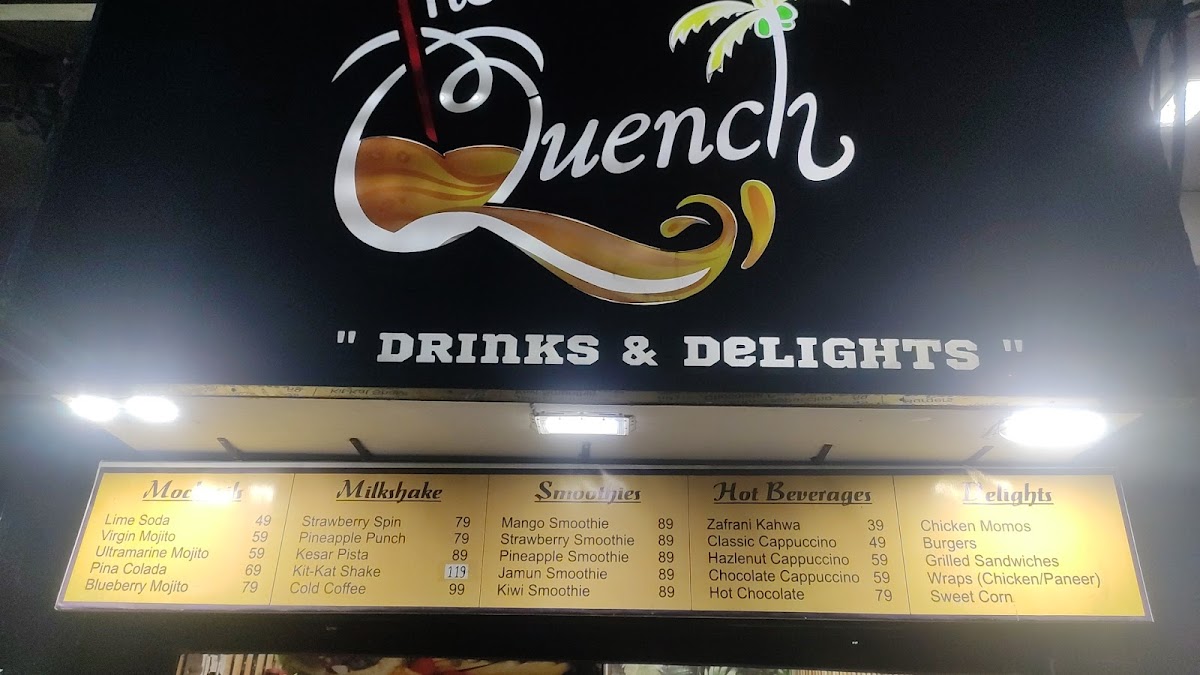 Quench
" DRINKS & DELIGHTS "
Mocktails
Lime Soda 49
Virgin Mojito 59
Ultramarine Mojito 59
Pina Colada 69
Blueberry Mojito 79
Milkshake
Strawberry Spin 79
Pineapple Punch 79
Kesar Pista 89
Kit-Kat Shake 119
Cold Coffee 99
Smoothies
Mango Smoothie 89
Strawberry Smoothie 89
Pineapple Smoothie 89
Jamun Smoothie 89
Kiwi Smoothie 89
Hot Beverages
Zafrani Kahwa 39
Classic Cappuccino 49
Hazlenut Cappuccino 59
Chocolate Cappuccino 59
Hot Chocolate 79
Delights
Chicken Momos
Burgers
Grilled Sandwiches
Wraps (Chicken/Paneer)
Sweet Corn